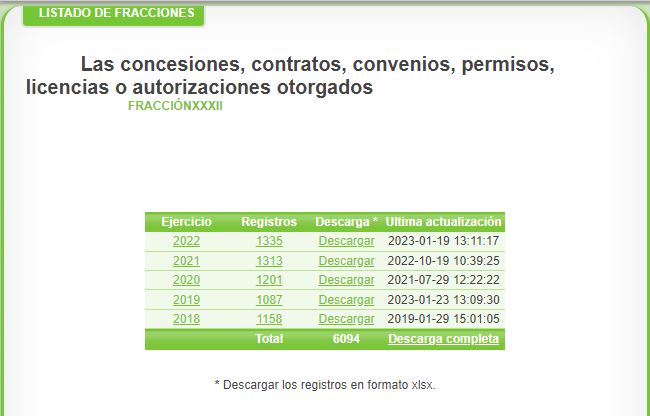 LISTADO DE FRACCIONES
Las concesiones, contratos, convenios, permisos,
licencias o autorizaciones otorgados
FRACCIÓNXXXII
Ejercicio Registros Descarga * Ultima actualización
2022 1335 Descargar 2023-01-19 13:11:17
2021 1313 Descargar 2022-10-19 10:39:25
2020 1201 Descargar 2021-07-29 12:22:22
2019 1087 Descargar 2023-01-23 13:09:30
2018 1158 Descargar 2019-01-29 15:01:05
Total 6094 Descarga completa
* Descargar los registros en formato xlsx.